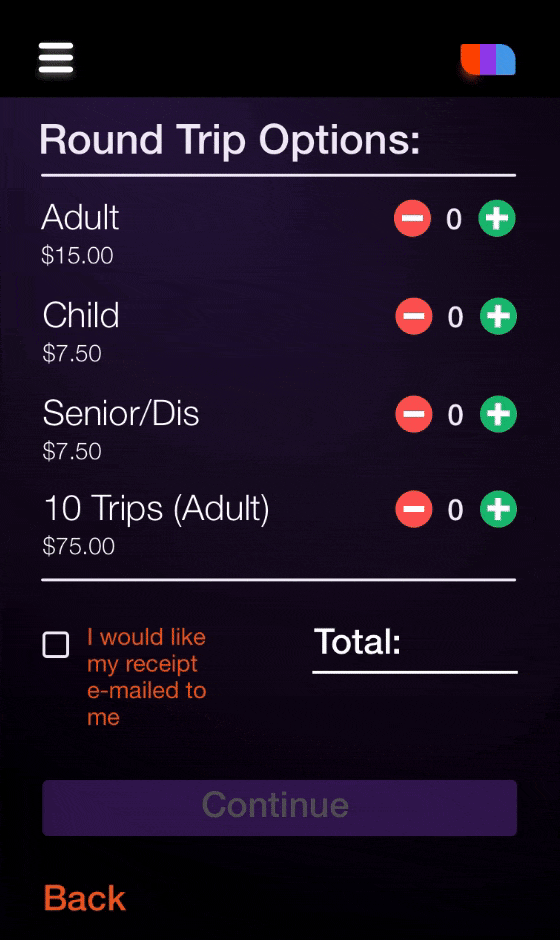 Round Trip Options:
Adult 0
$15.00
Child 0
$7.50
Senior/Dis 0
$7.50
10 Trips (Adult) 0
$75.00
I would like
my receipt
e-mailed to
me
Total:
Continue
Back